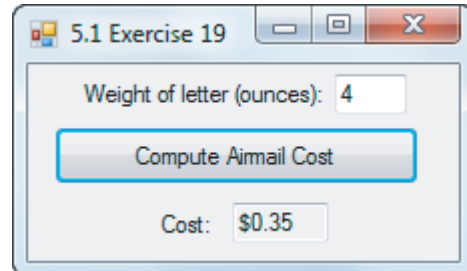 5.1 Exercise 19
Weight of letter (ounces): 4
Compute Airmail Cost
Cost: $0.35